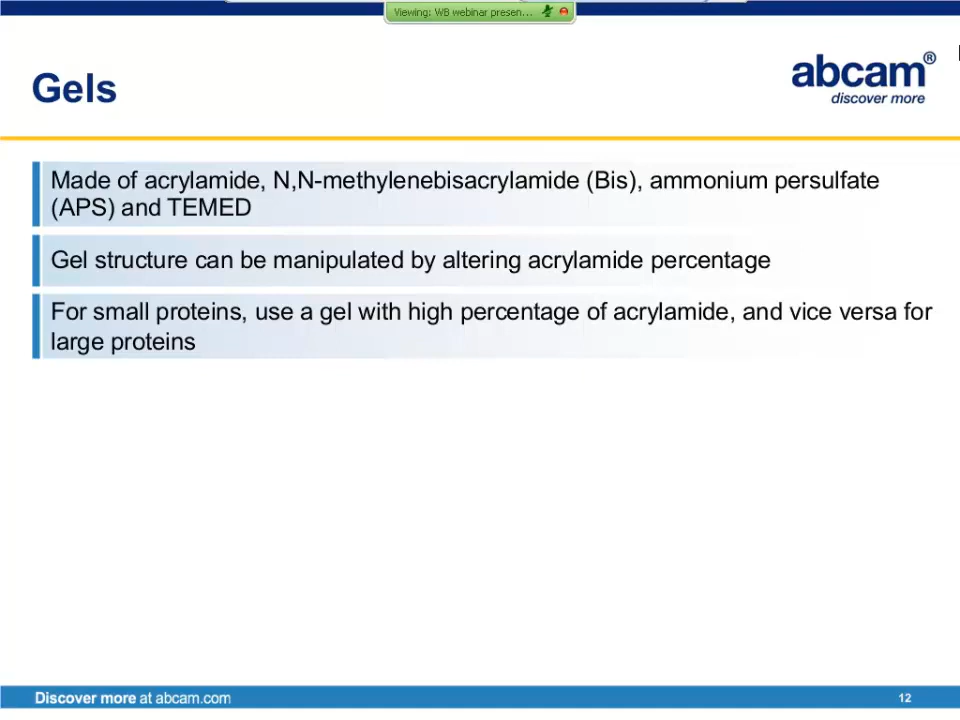 Viewing: WB webinar presen...
Gels
abcam®
discover more
Made of acrylamide, N,N-methylenebisacrylamide (Bis), ammonium persulfate
(APS) and TEMED
Gel structure can be manipulated by altering acrylamide percentage
For small proteins, use a gel with high percentage of acrylamide, and vice versa for
large proteins
Discover more at abcam.com
12